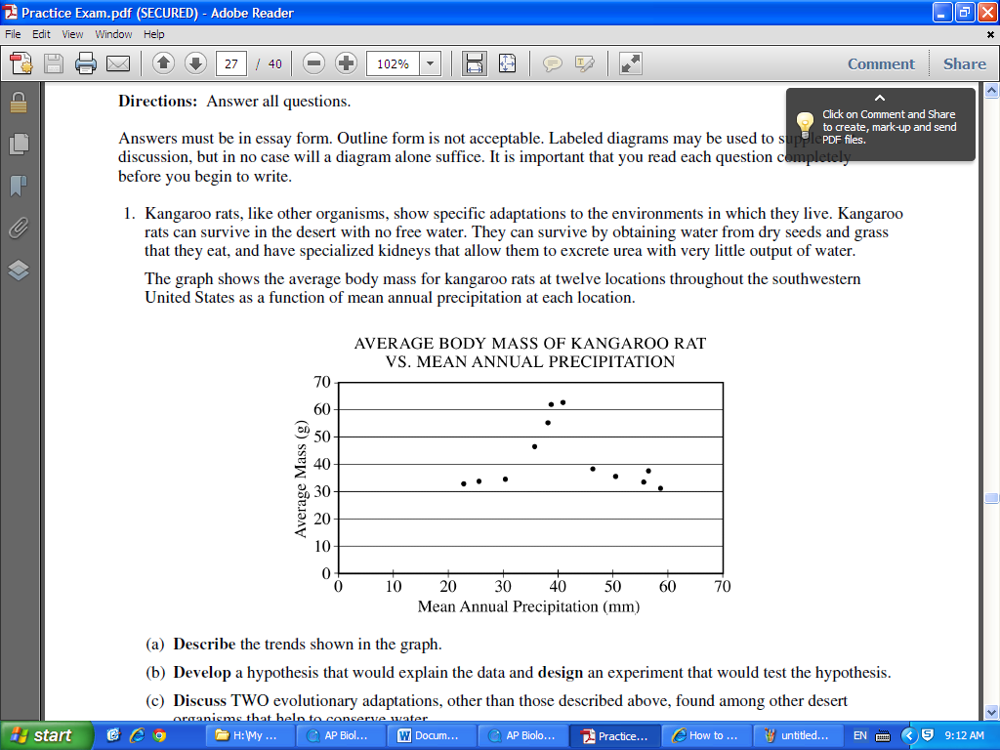 Practice Exam.pdf (SECURED) - Adobe Reader
File Edit View Window Help
27 / 40 102% Comment Share
Click on Comment and Share
to create, mark-up and send
PDF files.
Directions: Answer all questions.
Answers must be in essay form. Outline form is not acceptable. Labeled diagrams may be used to
discussion, but in no case will a diagram alone suffice. It is important that you read each question completely
before you begin to write.
1. Kangaroo rats, like other organisms, show specific adaptations to the environments in which they live. Kangaroo
rats can survive in the desert with no free water. They can survive by obtaining water from dry seeds and grass
that they eat, and have specialized kidneys that allow them to excrete urea with very little output of water.
The graph shows the average body mass for kangaroo rats at twelve locations throughout the southwestern
United States as a function of mean annual precipitation at each location.
AVERAGE BODY MASS OF KANGAROO RAT
VS. MEAN ANNUAL PRECIPITATION
Average Mass (g)
70
60
50
40
30
20
10
0
0 10 20 30 40 50 60 70
Mean Annual Precipitation (mm)
(a) Describe the trends shown in the graph.
(b) Develop a hypothesis that would explain the data and design an experiment that would test the hypothesis.
(c) Discuss TWO evolutionary adaptations, other than those described above, found among other desert
organisms that help to conserve water.
start H:\My ... AP Biol... Docum... AP Biolo... Practice... How to ... untitled... EN 9:12 AM